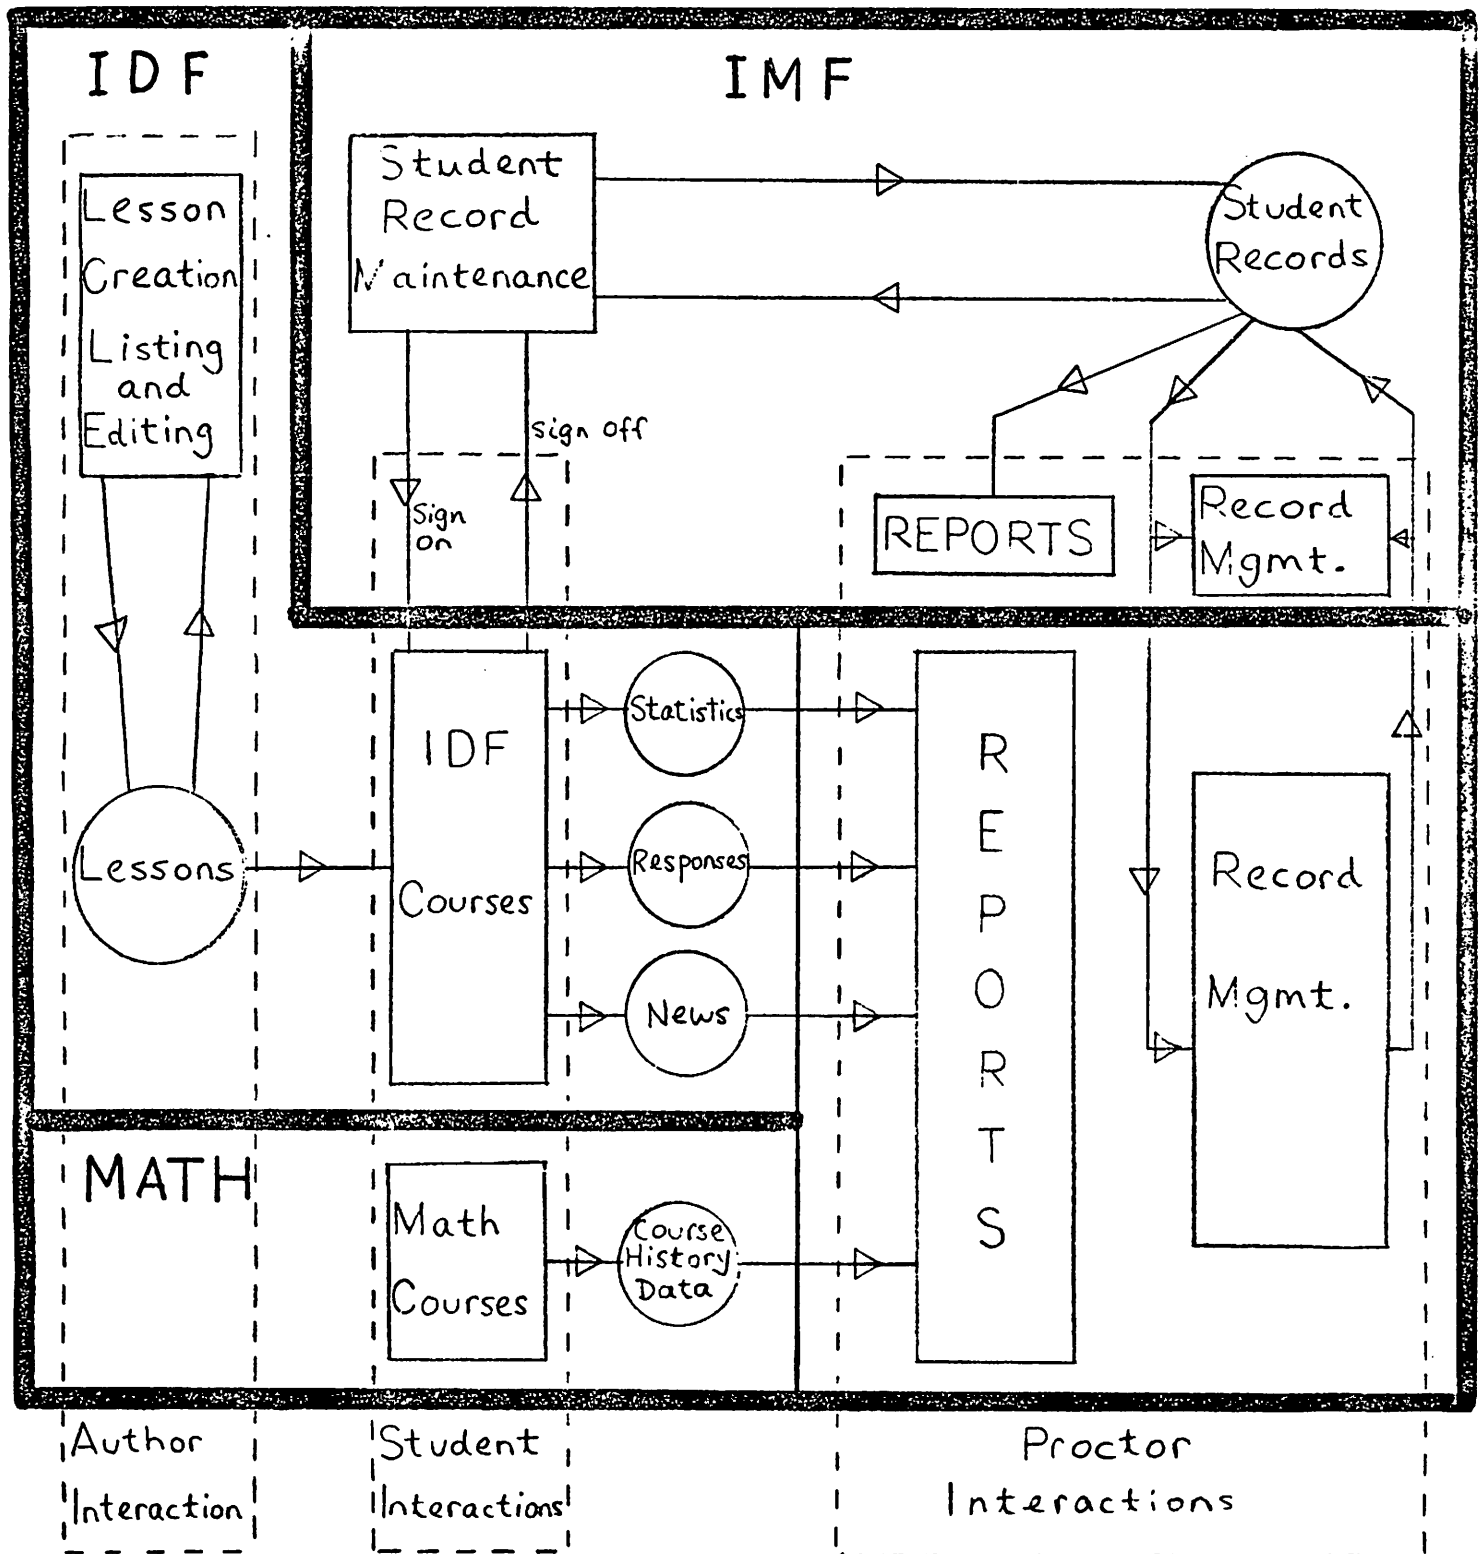 IDF
IMF
Lesson
Creation
Listing
and
Editing
Student
Record
Maintenance
Student
Records
sign off
Sign
on
REPORTS
Record
Mgmt.
IDF
Courses
Statistics
Responses
News
Lessons
REPORTS
Record
Mgmt.
MATH
Math
Courses
Course
History
Data
Author
Interaction
Student
Interactions
Proctor
Interactions